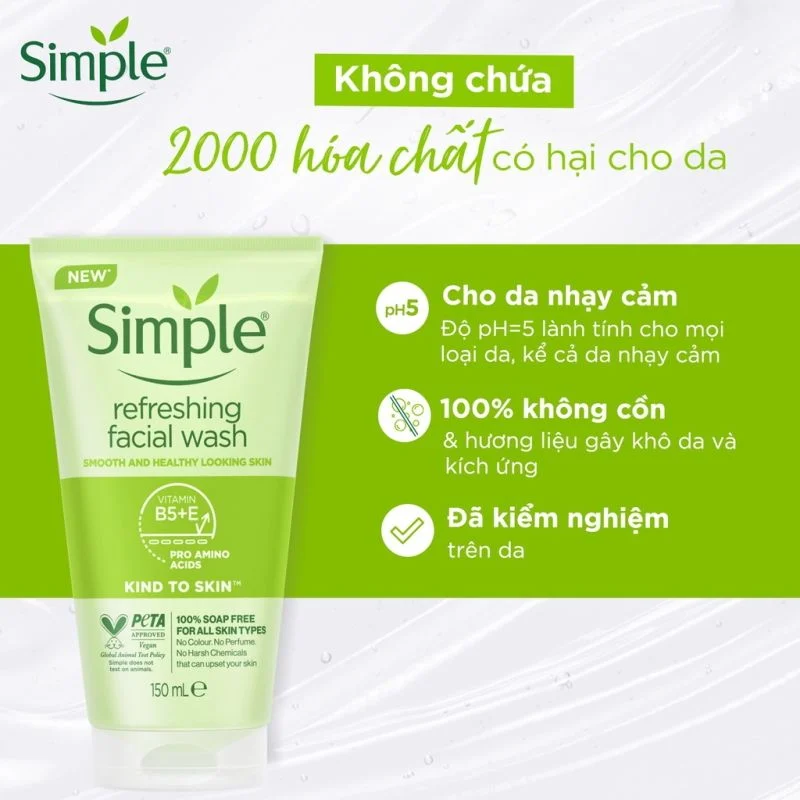 Simple®
Không chứa
2000 hóa chất có hại cho da
NEW*
Simple®
refreshing
facial wash
SMOOTH AND HEALTHY LOOKING SKIN
VITAMIN
B5+E
PRO AMINO
ACIDS
KIND TO SKIN™
PETA
APPROVED
Vegan
Global Animal Test Policy
Simple does not
test on animals.
100% SOAP FREE
FOR ALL SKIN TYPES
No Colour. No Perfume.
No Harsh Chemicals
that can upset your skin
150 mL℮
pH5
Cho da nhạy cảm
Độ pH=5 lành tính cho mọi
loại da, kể cả da nhạy cảm
100% không cồn
& hương liệu gây khô da và
kích ứng
Đã kiểm nghiệm
trên da